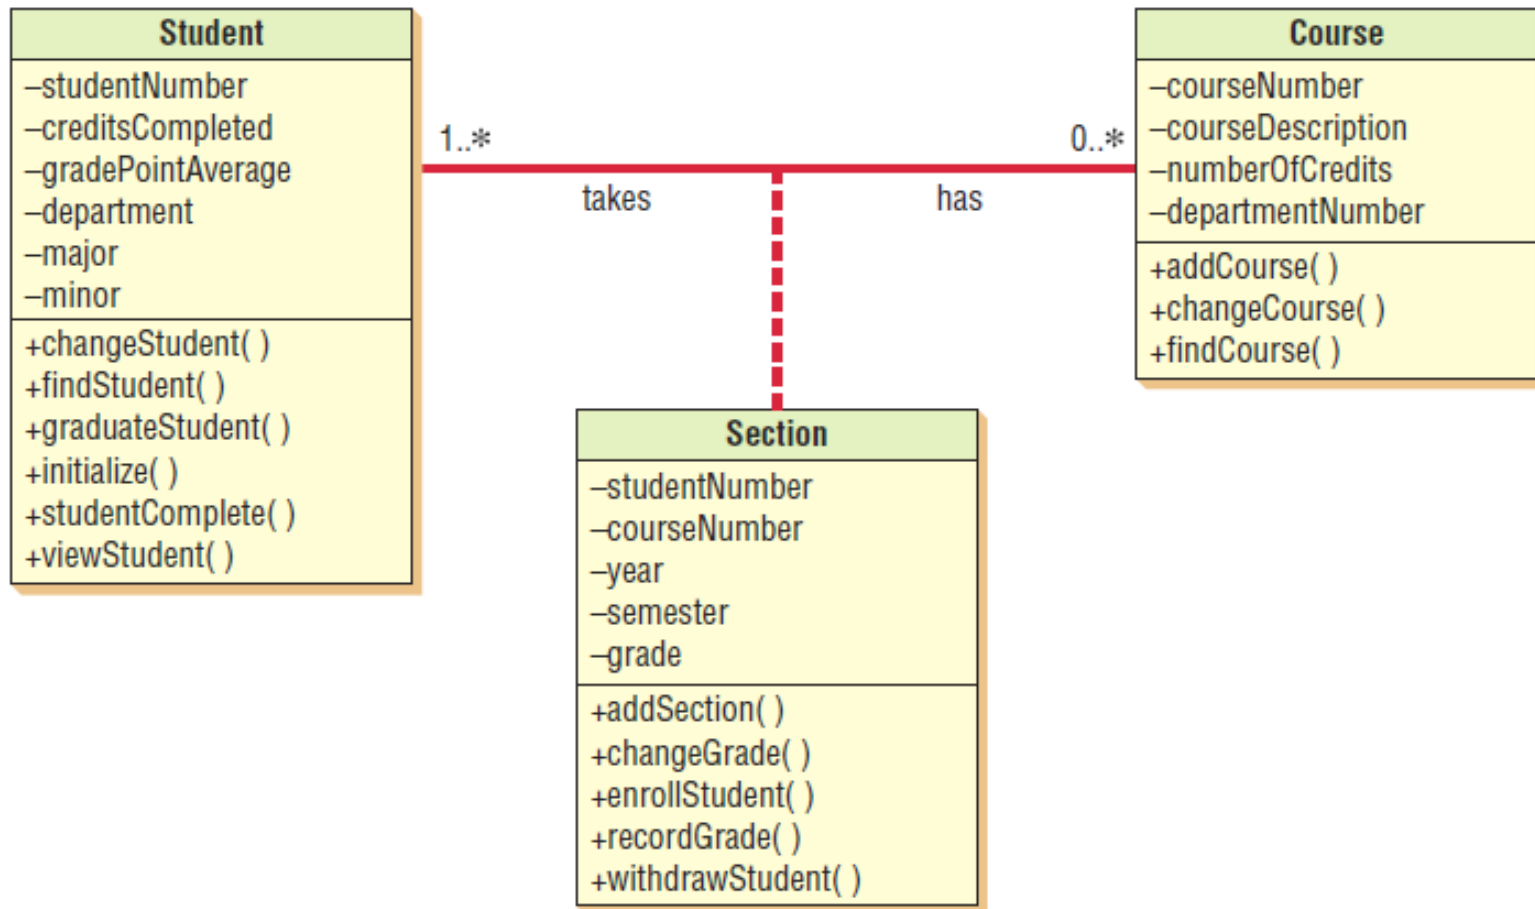 Student
–studentNumber
–creditsCompleted
–gradePointAverage
–department
–major
–minor
+changeStudent( )
+findStudent( )
+graduateStudent( )
+initialize( )
+studentComplete( )
+viewStudent( )
1..*
takes
0..*
has
Course
–courseNumber
–courseDescription
–numberOfCredits
–departmentNumber
+addCourse( )
+changeCourse( )
+findCourse( )
Section
–studentNumber
–courseNumber
–year
–semester
–grade
+addSection( )
+changeGrade( )
+enrollStudent( )
+recordGrade( )
+withdrawStudent( )